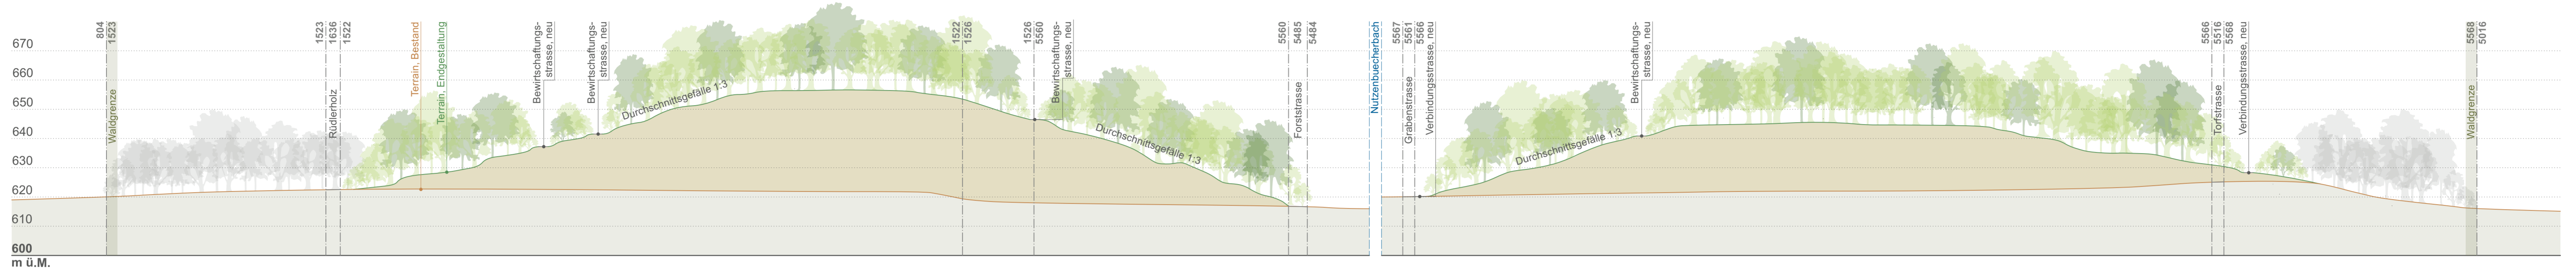 670
660
650
640
630
620
610
600
m ü.M.
804
1523
Waldgrenze
1523
1636
1522
Rüdlerholz
Terrain, Bestand
Terrain, Endgestaltung
Bewirtschaftungs-
strasse, neu
Bewirtschaftungs-
strasse, neu
Durchschnittsgefälle 1:3
1522
1526
1526
5560
Bewirtschaftungs-
strasse, neu
Durchschnittsgefälle 1:3
5560
5485
5484
Forststrasse
Nutzenbuecherbach
5567
5561
5566
Grabenstrasse
Verbindungsstrasse, neu
Durchschnittsgefälle 1:3
Bewirtschaftungs-
strasse, neu
5566
5516
5568
Torfstrasse
Verbindungsstrasse, neu
5568
5016
Waldgrenze